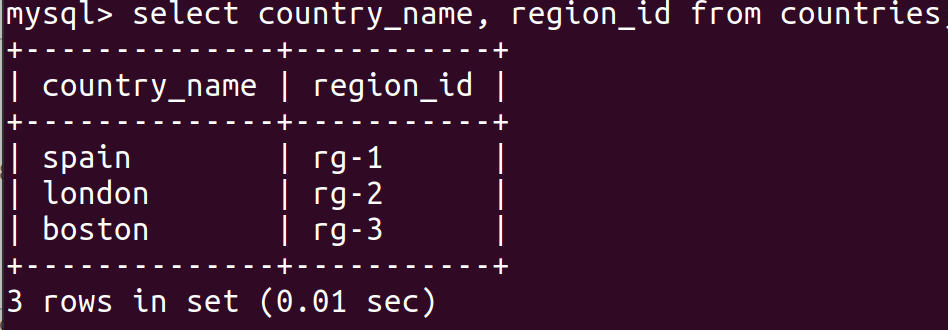 mysql> select country_name, region_id from countries
+--------------+-----------+
| country_name | region_id |
+--------------+-----------+
| spain        | rg-1      |
| london       | rg-2      |
| boston       | rg-3      |
+--------------+-----------+
3 rows in set (0.01 sec)